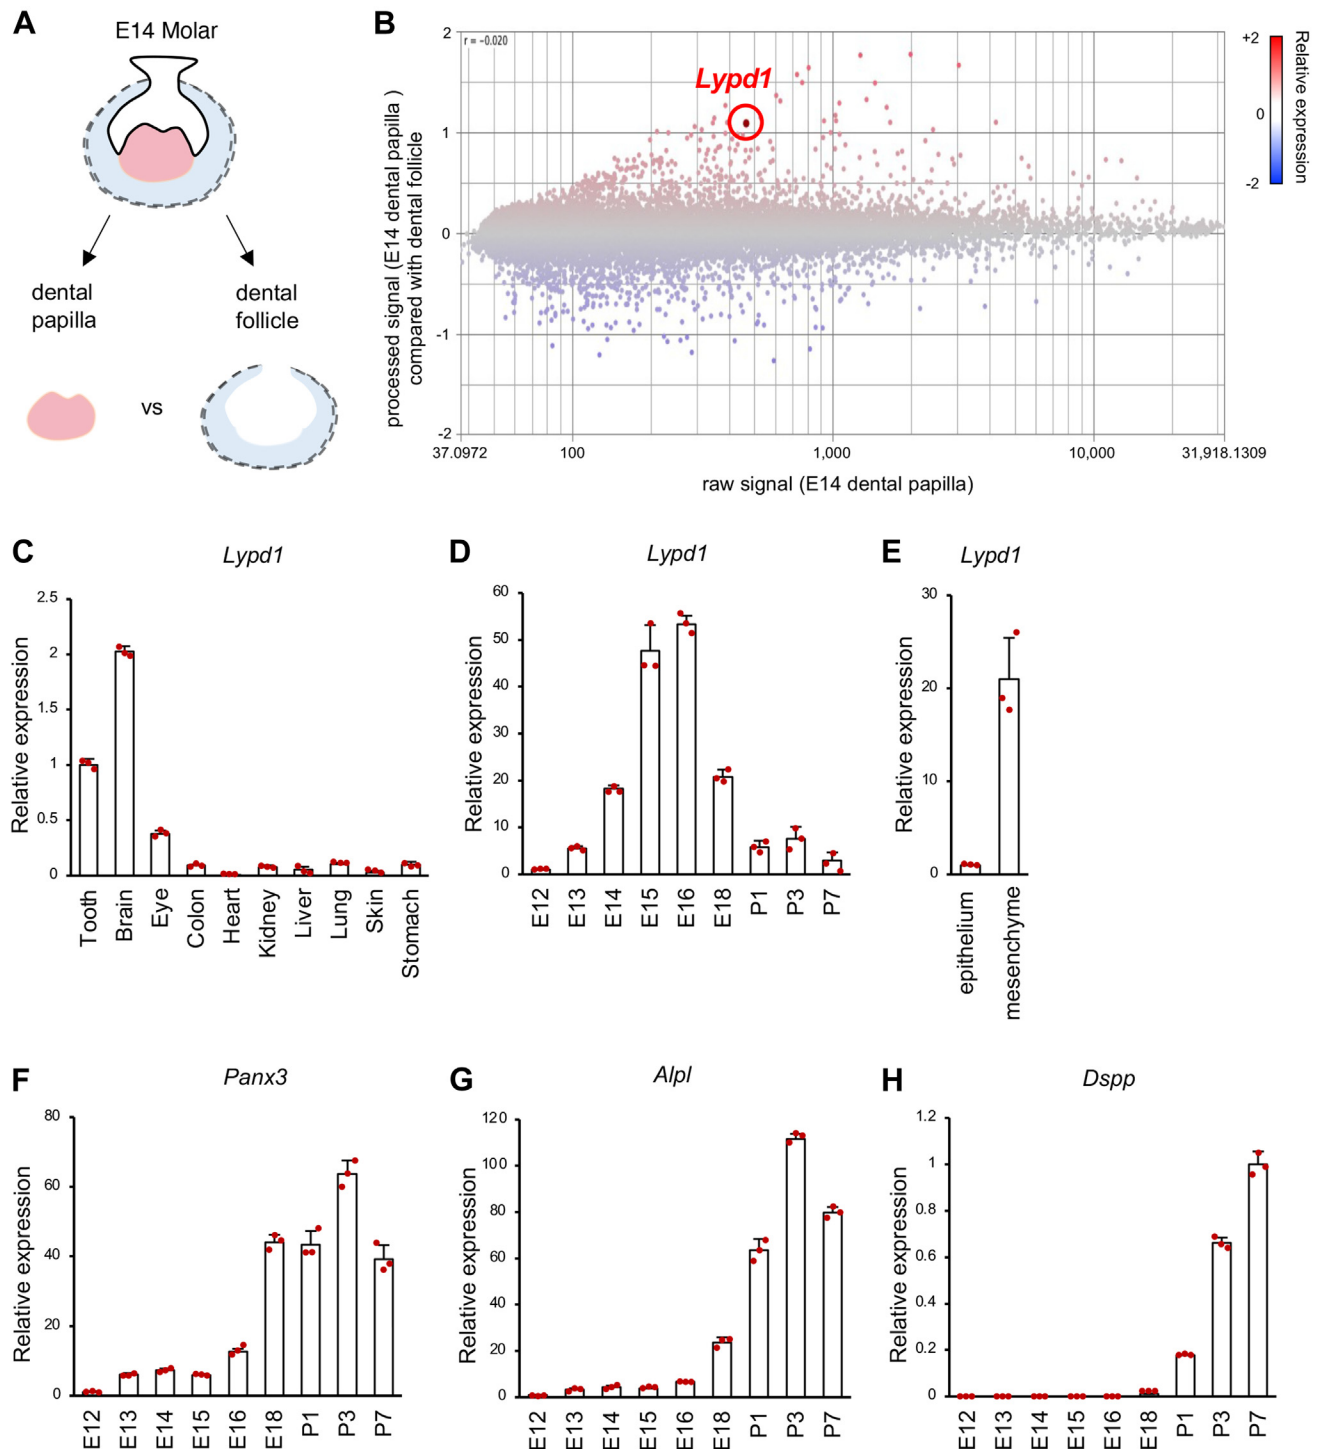 A
E14 Molar
dental
papilla
dental
follicle
vs
B
r = -0.020
Lypd1
processed signal (E14 dental papilla )
compared with dental follicle
2
1
0
-1
-2
37.0972
100
1,000
10,000
31,918.1309
raw signal (E14 dental papilla)
+2
0
-2
Relative expression
C
Lypd1
Relative expression
2.5
2
1.5
1
0.5
0
Tooth
Brain
Eye
Colon
Heart
Kidney
Liver
Lung
Skin
Stomach
D
Lypd1
Relative expression
60
50
40
30
20
10
0
E12
E13
E14
E15
E16
E18
P1
P3
P7
E
Lypd1
Relative expression
30
20
10
0
epithelium
mesenchyme
F
Panx3
Relative expression
80
60
40
20
0
E12
E13
E14
E15
E16
E18
P1
P3
P7
G
Alpl
Relative expression
120
100
80
60
40
20
0
E12
E13
E14
E15
E16
E18
P1
P3
P7
H
Dspp
Relative expression
1.2
1
0.8
0.6
0.4
0.2
0
E12
E13
E14
E15
E16
E18
P1
P3
P7